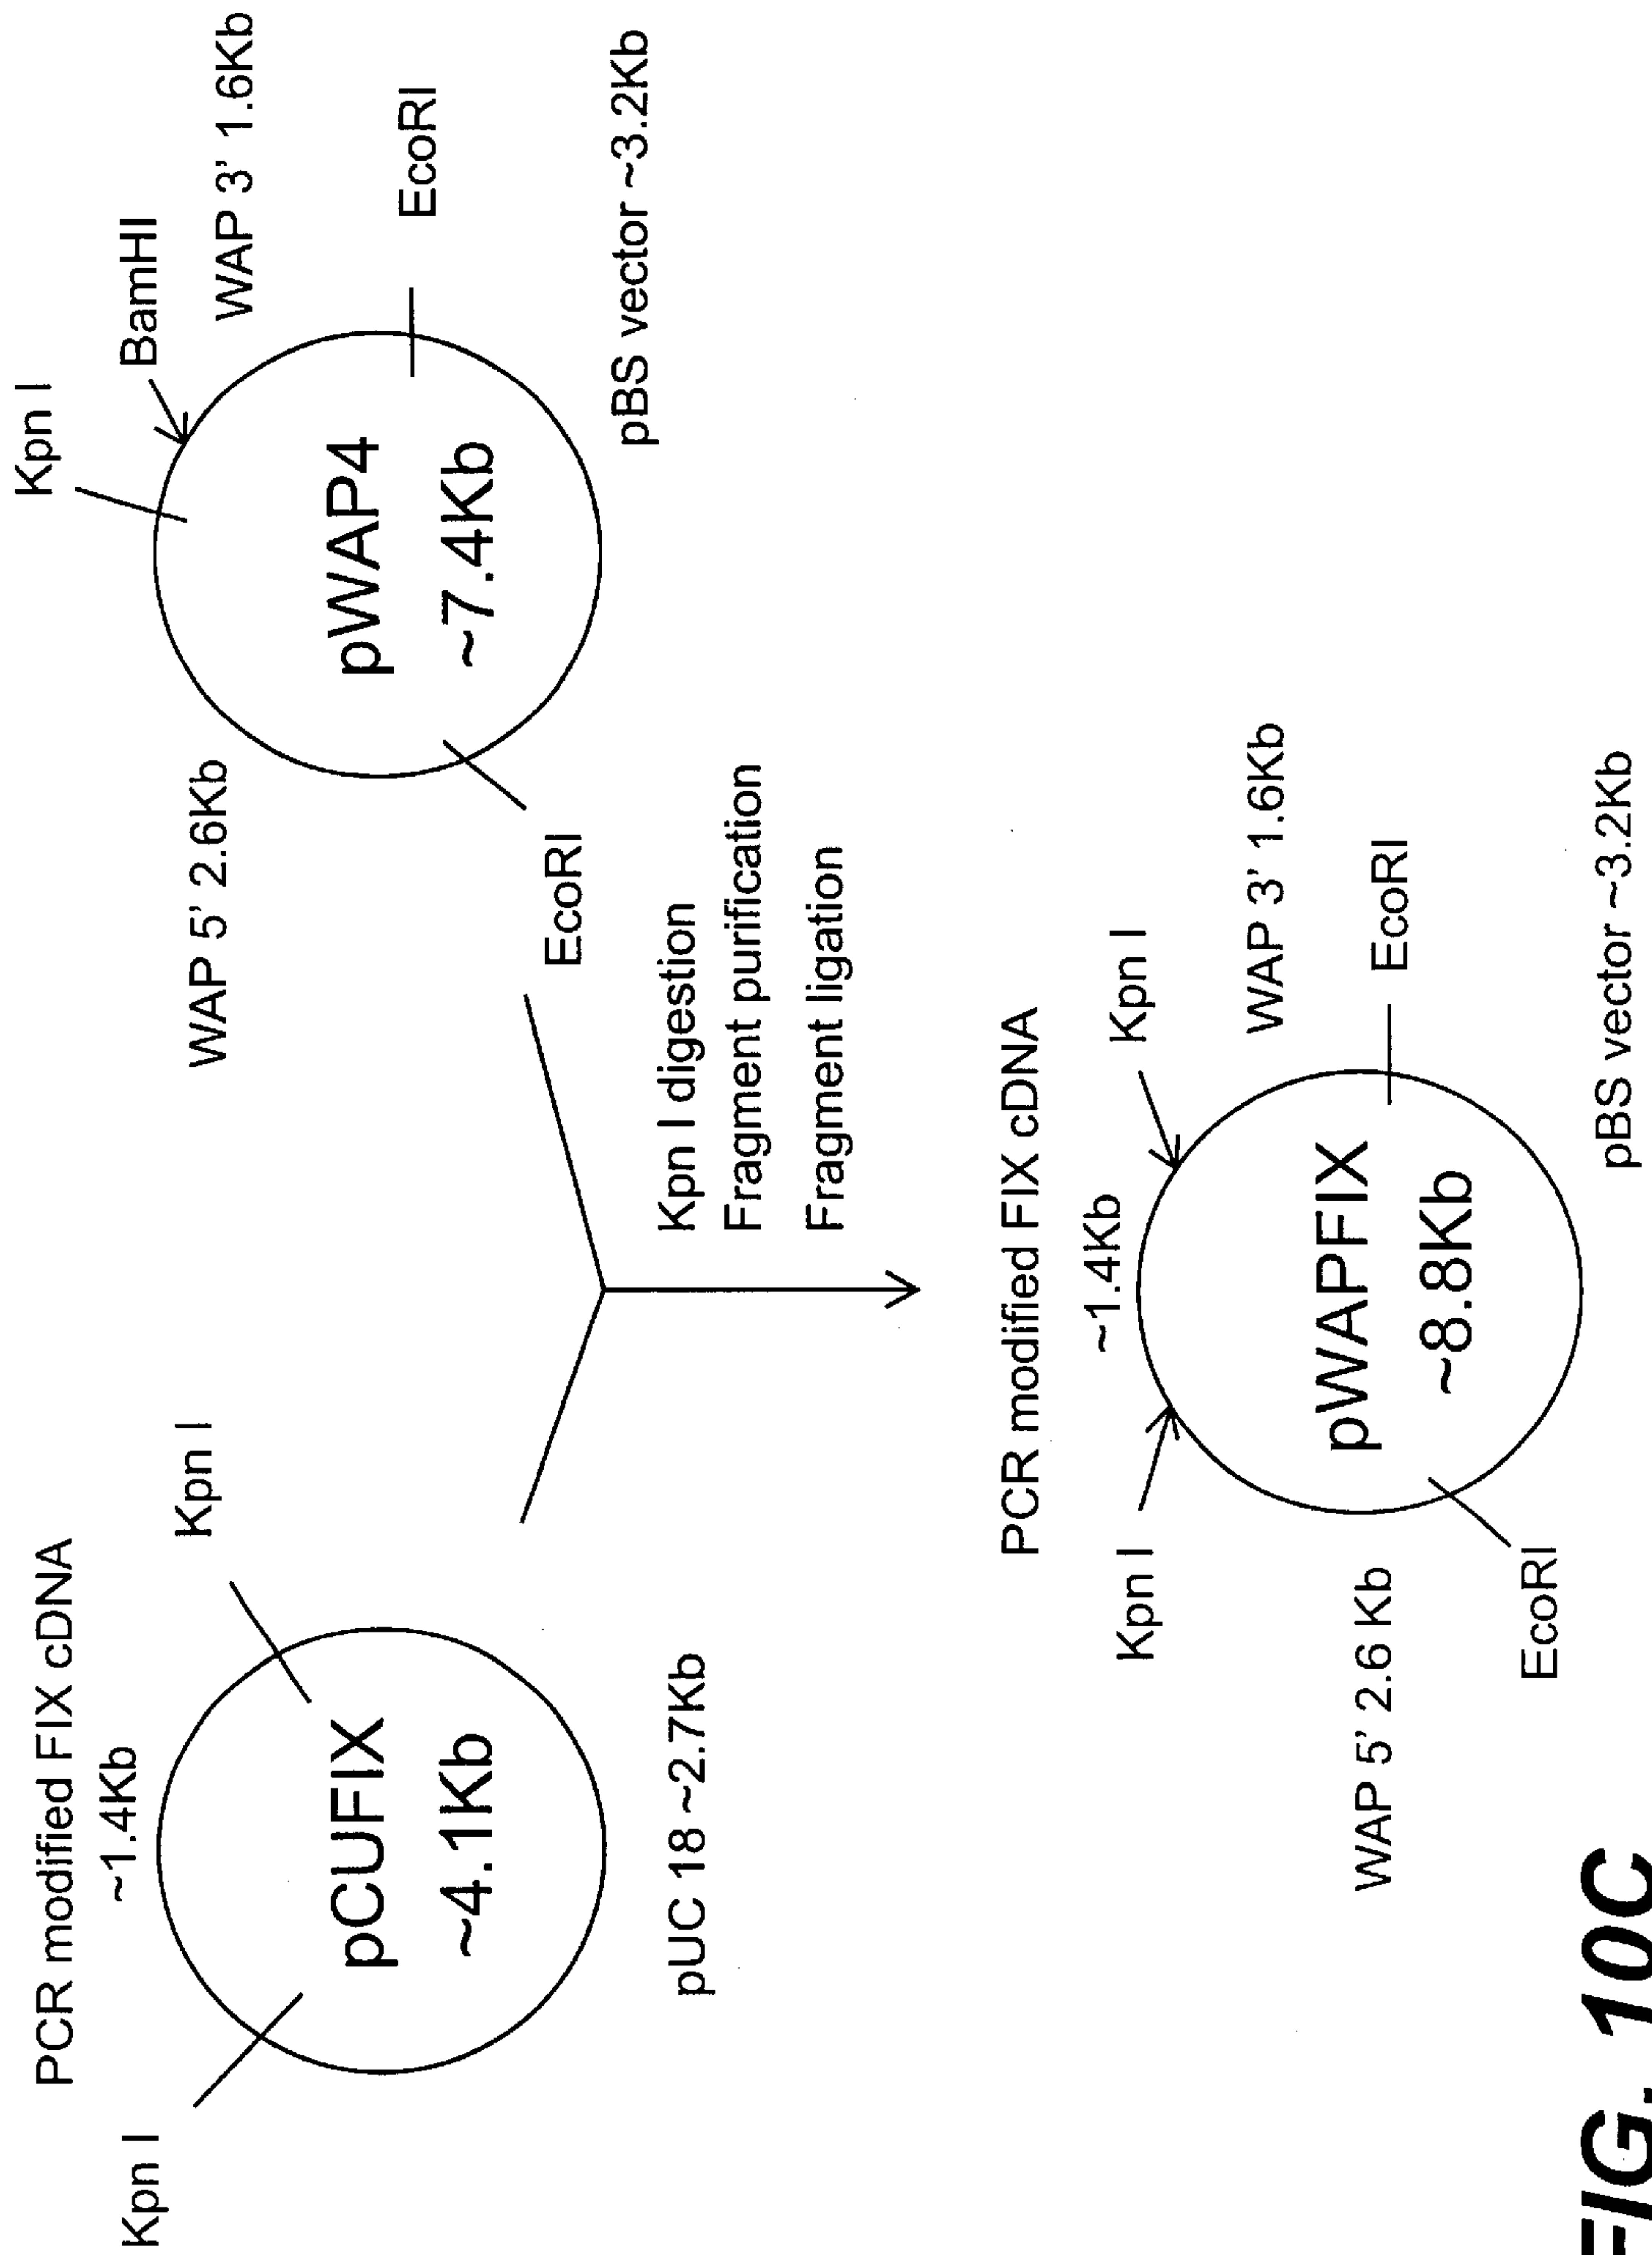 PCR modified FIX cDNA
~1.4Kb
Kpn I
Kpn I
pCUFIX
~4.1Kb
pUC 18 ~2.7Kb
Kpn I
BamHI
WAP 5' 2.6Kb
WAP 3' 1.6Kb
pWAP4
~7.4Kb
EcoRI
EcoRI
pBS vector ~3.2Kb
Kpn I digestion
Fragment purification
Fragment ligation
PCR modified FIX cDNA
~1.4Kb
Kpn I
Kpn I
WAP 5' 2.6 Kb
WAP 3' 1.6Kb
pWAPFIX
~8.8Kb
EcoRI
EcoRI
pBS vector ~3.2Kb
FIG. 10C